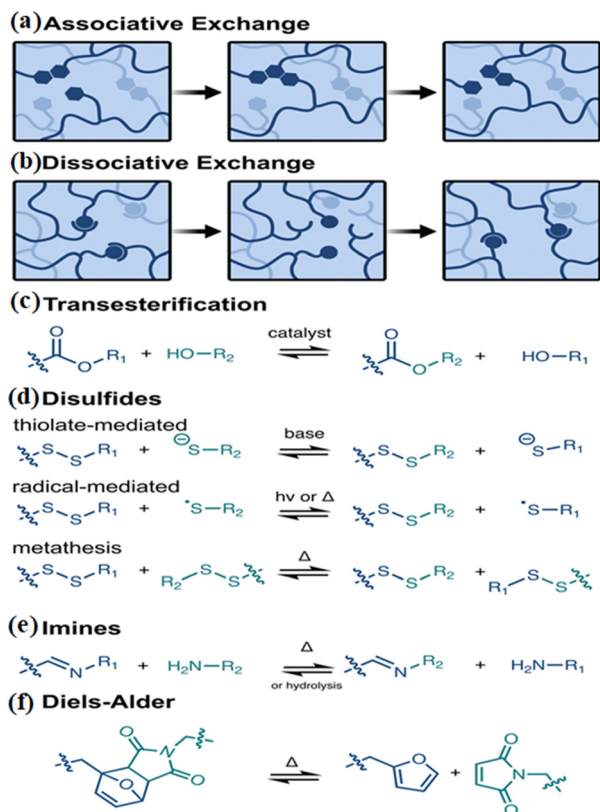 (a) Associative Exchange
(b) Dissociative Exchange
(c) Transesterification
O
O R₁ + HO R₂ catalyst O
O R₂ + HO R₁
(d) Disulfides
thiolate-mediated
S S R₁ + ⊖ S R₂ base S S R₂ + ⊖ S R₁
radical-mediated
S S R₁ + •S R₂ hv or Δ S S R₂ + •S R₁
metathesis
S S R₁ + R₂ S S Δ S S R₂ + R₁ S S
(e) Imines
N R₁ + H₂N R₂ Δ N R₂ + H₂N R₁
or hydrolysis
(f) Diels-Alder
O N O O Δ O + O N O